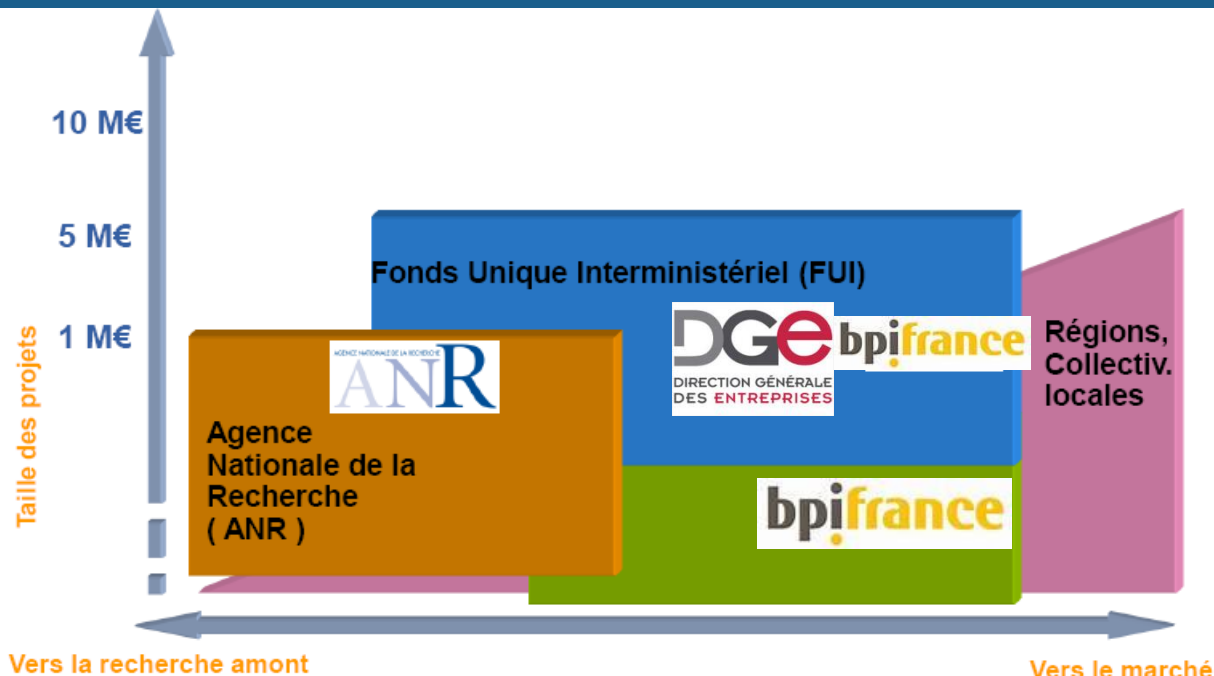 10 M€
5 M€
1 M€
Taille des projets
Fonds Unique Interministériel (FUI)
DGE
DIRECTION GÉNÉRALE
DES ENTREPRISES
bpifrance
Régions,
Collectiv.
locales
AGENCE NATIONALE DE LA RECHERCHE
ANR
Agence
Nationale de la
Recherche
( ANR )
bpifrance
Vers la recherche amont
Vers le marché